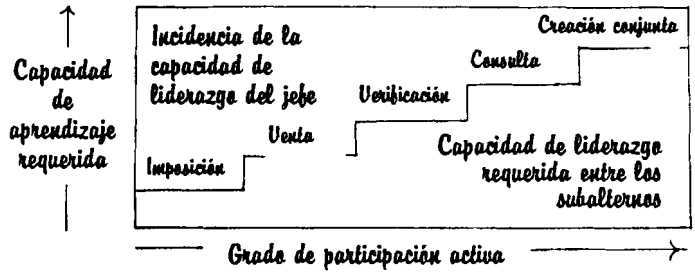 Capacidad
de
aprendizaje
requerida
Incidencia de la
capacidad de
liderazgo del jefe
Imposición
Venta
Verificación
Consulta
Creación conjunta
Capacidad de liderazgo
requerida entre los
subalternos
Grado de participación activa